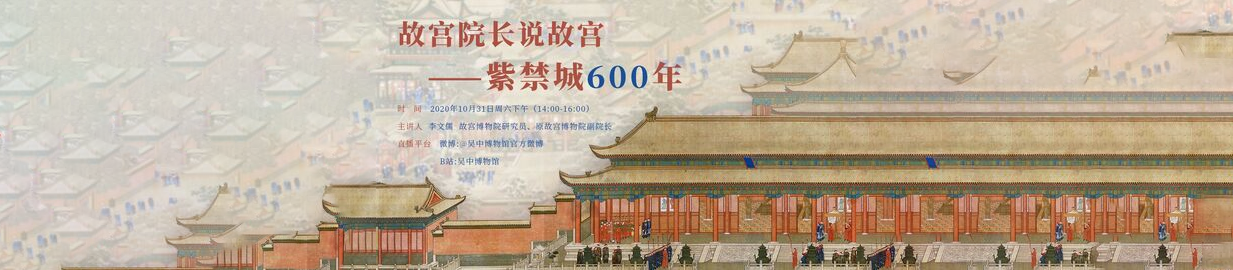 故宫院长说故宫
——紫禁城600年
时 间 2020年10月31日周六下午（14:00-16:00）
主讲人 李文儒 故宫博物院研究员、原故宫博物院副院长
直播平台 微博:@吴中博物馆官方微博
B站:吴中博物馆